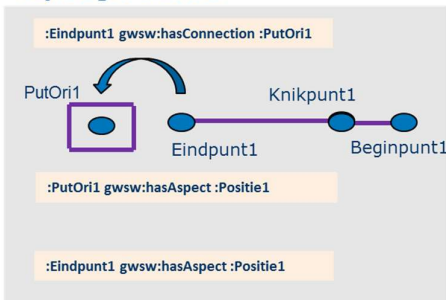 :Eindpunt1 gwsw:hasConnection :PutOri1
PutOri1
Knikpunt1
Eindpunt1
Beginpunt1
:PutOri1 gwsw:hasAspect :Positie1
:Eindpunt1 gwsw:hasAspect :Positie1